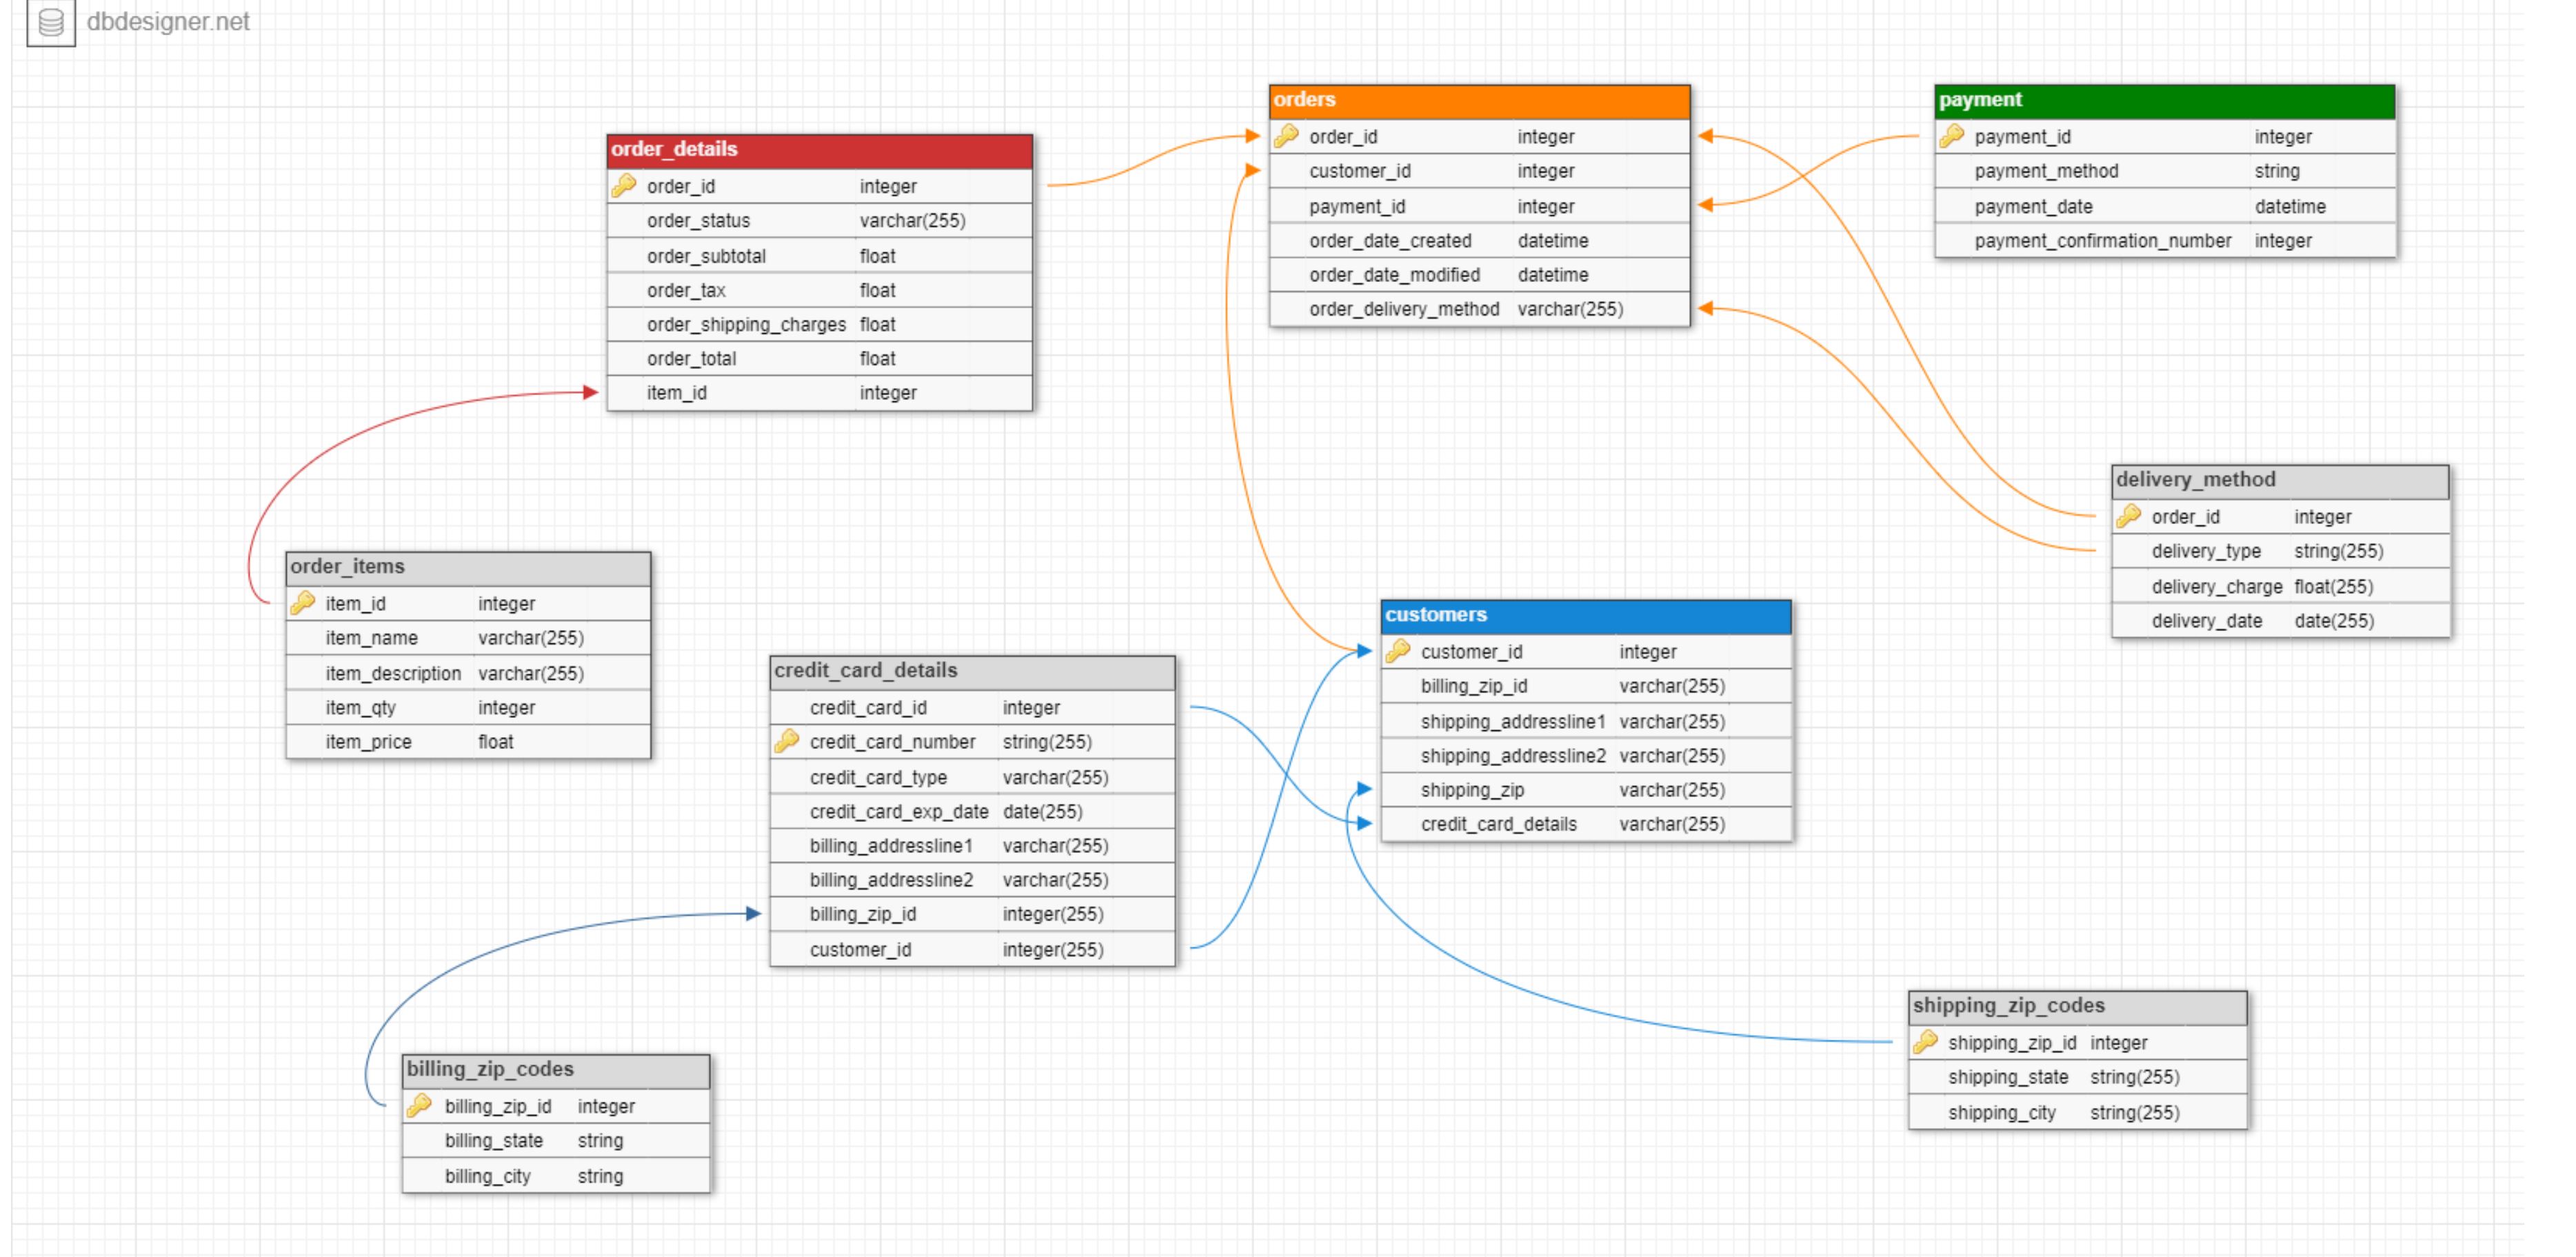 dbdesigner.net
order_details
order_id integer
order_status varchar(255)
order_subtotal float
order_tax float
order_shipping_charges float
order_total float
item_id integer
orders
order_id integer
customer_id integer
payment_id integer
order_date_created datetime
order_date_modified datetime
order_delivery_method varchar(255)
payment
payment_id integer
payment_method string
payment_date datetime
payment_confirmation_number integer
delivery_method
order_id integer
delivery_type string(255)
delivery_charge float(255)
delivery_date date(255)
order_items
item_id integer
item_name varchar(255)
item_description varchar(255)
item_qty integer
item_price float
credit_card_details
credit_card_id integer
credit_card_number string(255)
credit_card_type varchar(255)
credit_card_exp_date date(255)
billing_addressline1 varchar(255)
billing_addressline2 varchar(255)
billing_zip_id integer(255)
customer_id integer(255)
customers
customer_id integer
billing_zip_id varchar(255)
shipping_addressline1 varchar(255)
shipping_addressline2 varchar(255)
shipping_zip varchar(255)
credit_card_details varchar(255)
billing_zip_codes
billing_zip_id integer
billing_state string
billing_city string
shipping_zip_codes
shipping_zip_id integer
shipping_state string(255)
shipping_city string(255)